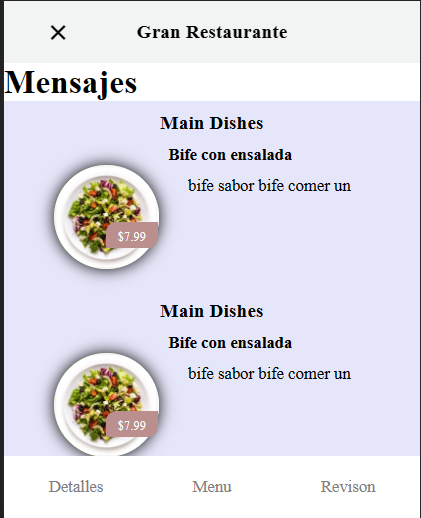 Gran Restaurante
Mensajes
Main Dishes
Bife con ensalada
bife sabor bife comer un
$7.99
Main Dishes
Bife con ensalada
bife sabor bife comer un
$7.99
Detalles Menu Revison